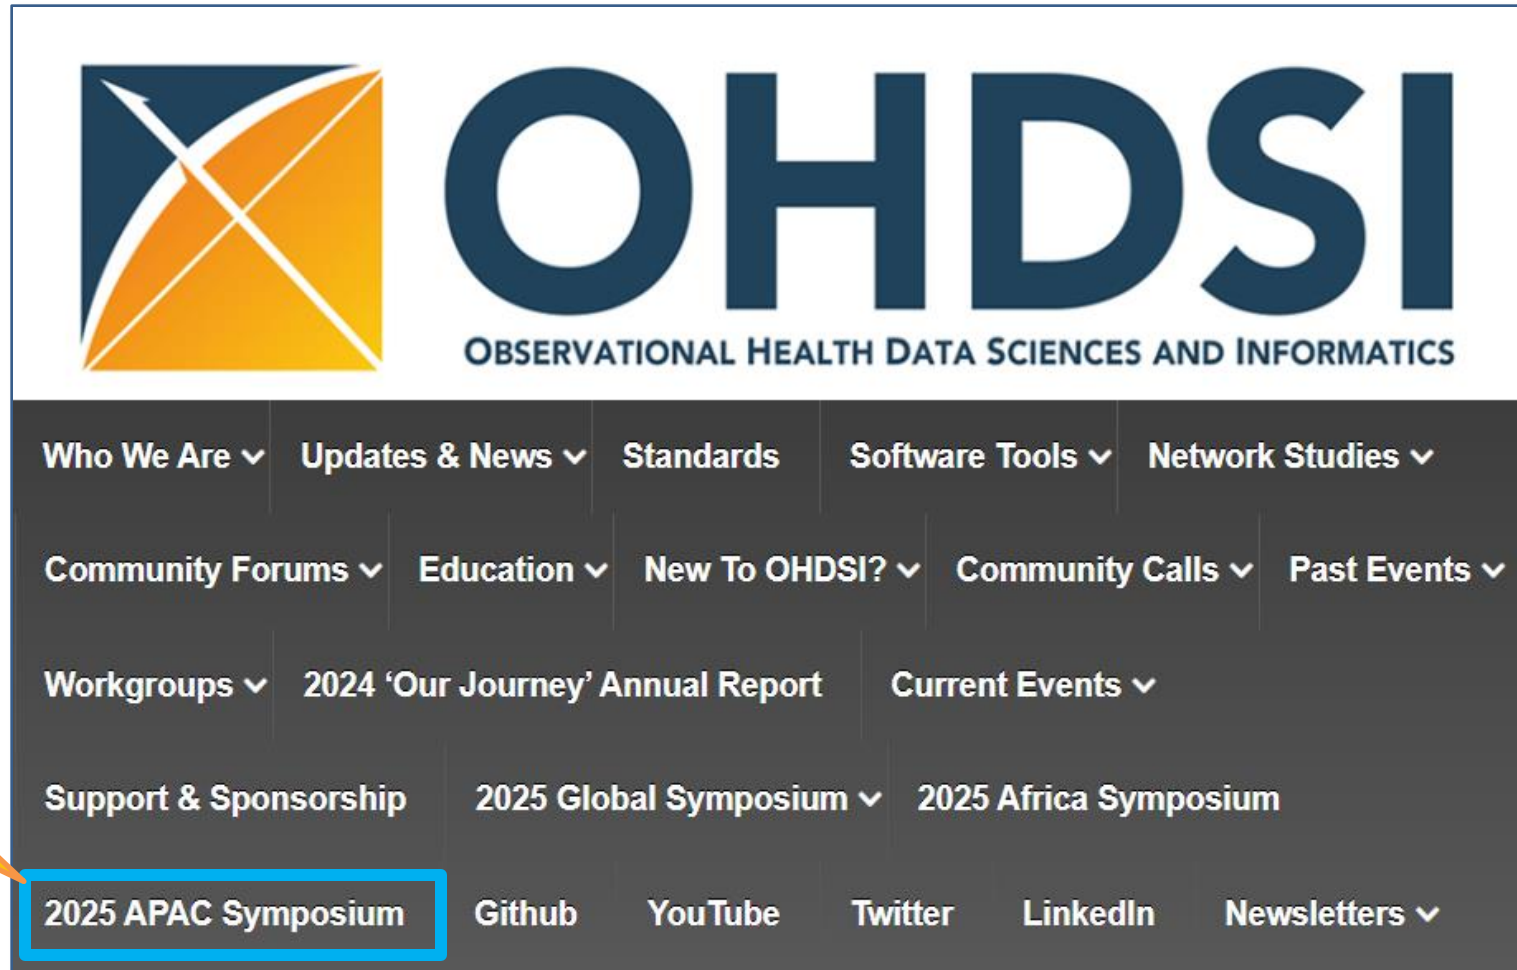 OHDSI
OBSERVATIONAL HEALTH DATA SCIENCES AND INFORMATICS
Who We Are Updates & News Standards Software Tools Network Studies
Community Forums Education New To OHDSI? Community Calls Past Events
Workgroups 2024 ‘Our Journey’ Annual Report Current Events
Support & Sponsorship 2025 Global Symposium 2025 Africa Symposium
2025 APAC Symposium Github YouTube Twitter LinkedIn Newsletters